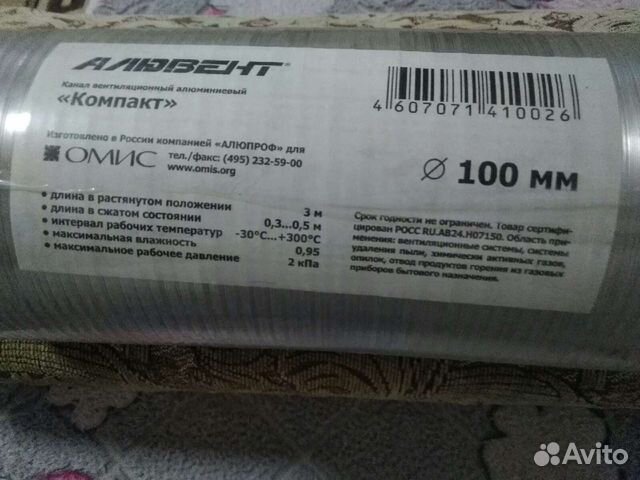 АЛЮВЕНТ®
Канал вентиляционный алюминиевый
«Компакт»
4 607071 410026
Изготовлено в России компанией «АЛЮПРОФ» для
ОМИС
тел./факс: (495) 232-59-00
www.omis.org
Ø 100 мм
• длина в растянутом положении 3 м
• длина в сжатом состоянии 0,3...0,5 м
• интервал рабочих температур -30°С...+300°С
• максимальная влажность 0,95
• максимальное рабочее давление 2 кПа
Срок годности не ограничен. Товар сертифи-
цирован РОСС RU.АВ24.Н07150. Область при-
менения: вентиляционные системы, системы
удаления пыли, химически активных газов,
опилок, отвод продуктов горения из газовых
приборов бытового назначения.
Avito